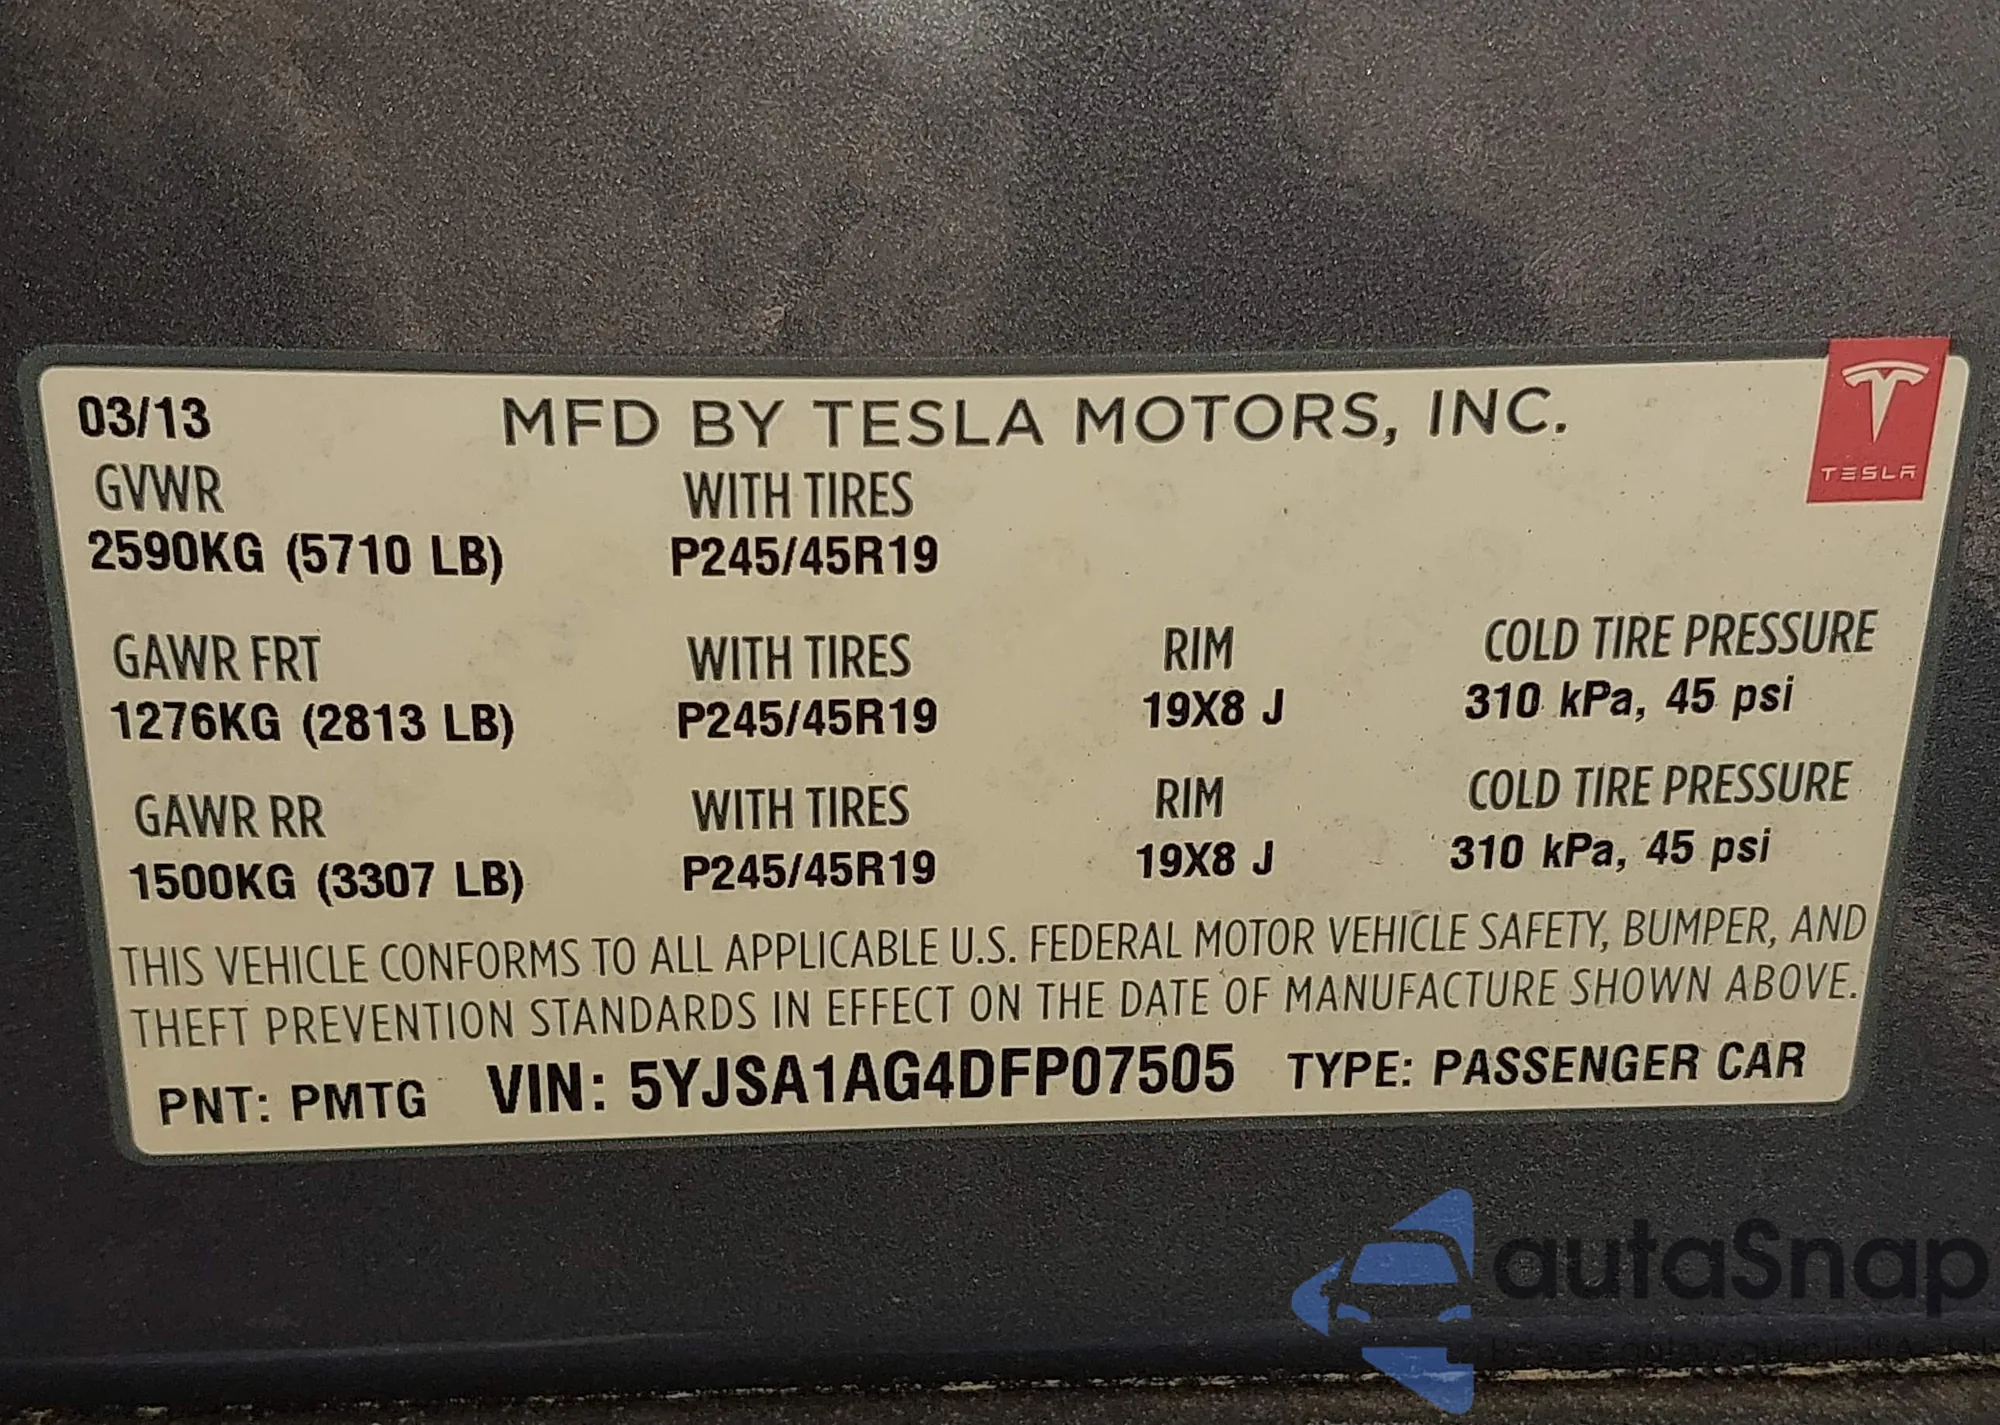 03/13 MFD BY TESLA MOTORS, INC.
TESLA
GVWR WITH TIRES
2590KG (5710 LB) P245/45R19
GAWR FRT WITH TIRES RIM COLD TIRE PRESSURE
1276KG (2813 LB) P245/45R19 19X8 J 310 kPa, 45 psi
GAWR RR WITH TIRES RIM COLD TIRE PRESSURE
1500KG (3307 LB) P245/45R19 19X8 J 310 kPa, 45 psi
THIS VEHICLE CONFORMS TO ALL APPLICABLE U.S. FEDERAL MOTOR VEHICLE SAFETY, BUMPER, AND
THEFT PREVENTION STANDARDS IN EFFECT ON THE DATE OF MANUFACTURE SHOWN ABOVE.
PNT: PMTG VIN: 5YJSA1AG4DFP07505 TYPE: PASSENGER CAR
autaSnap